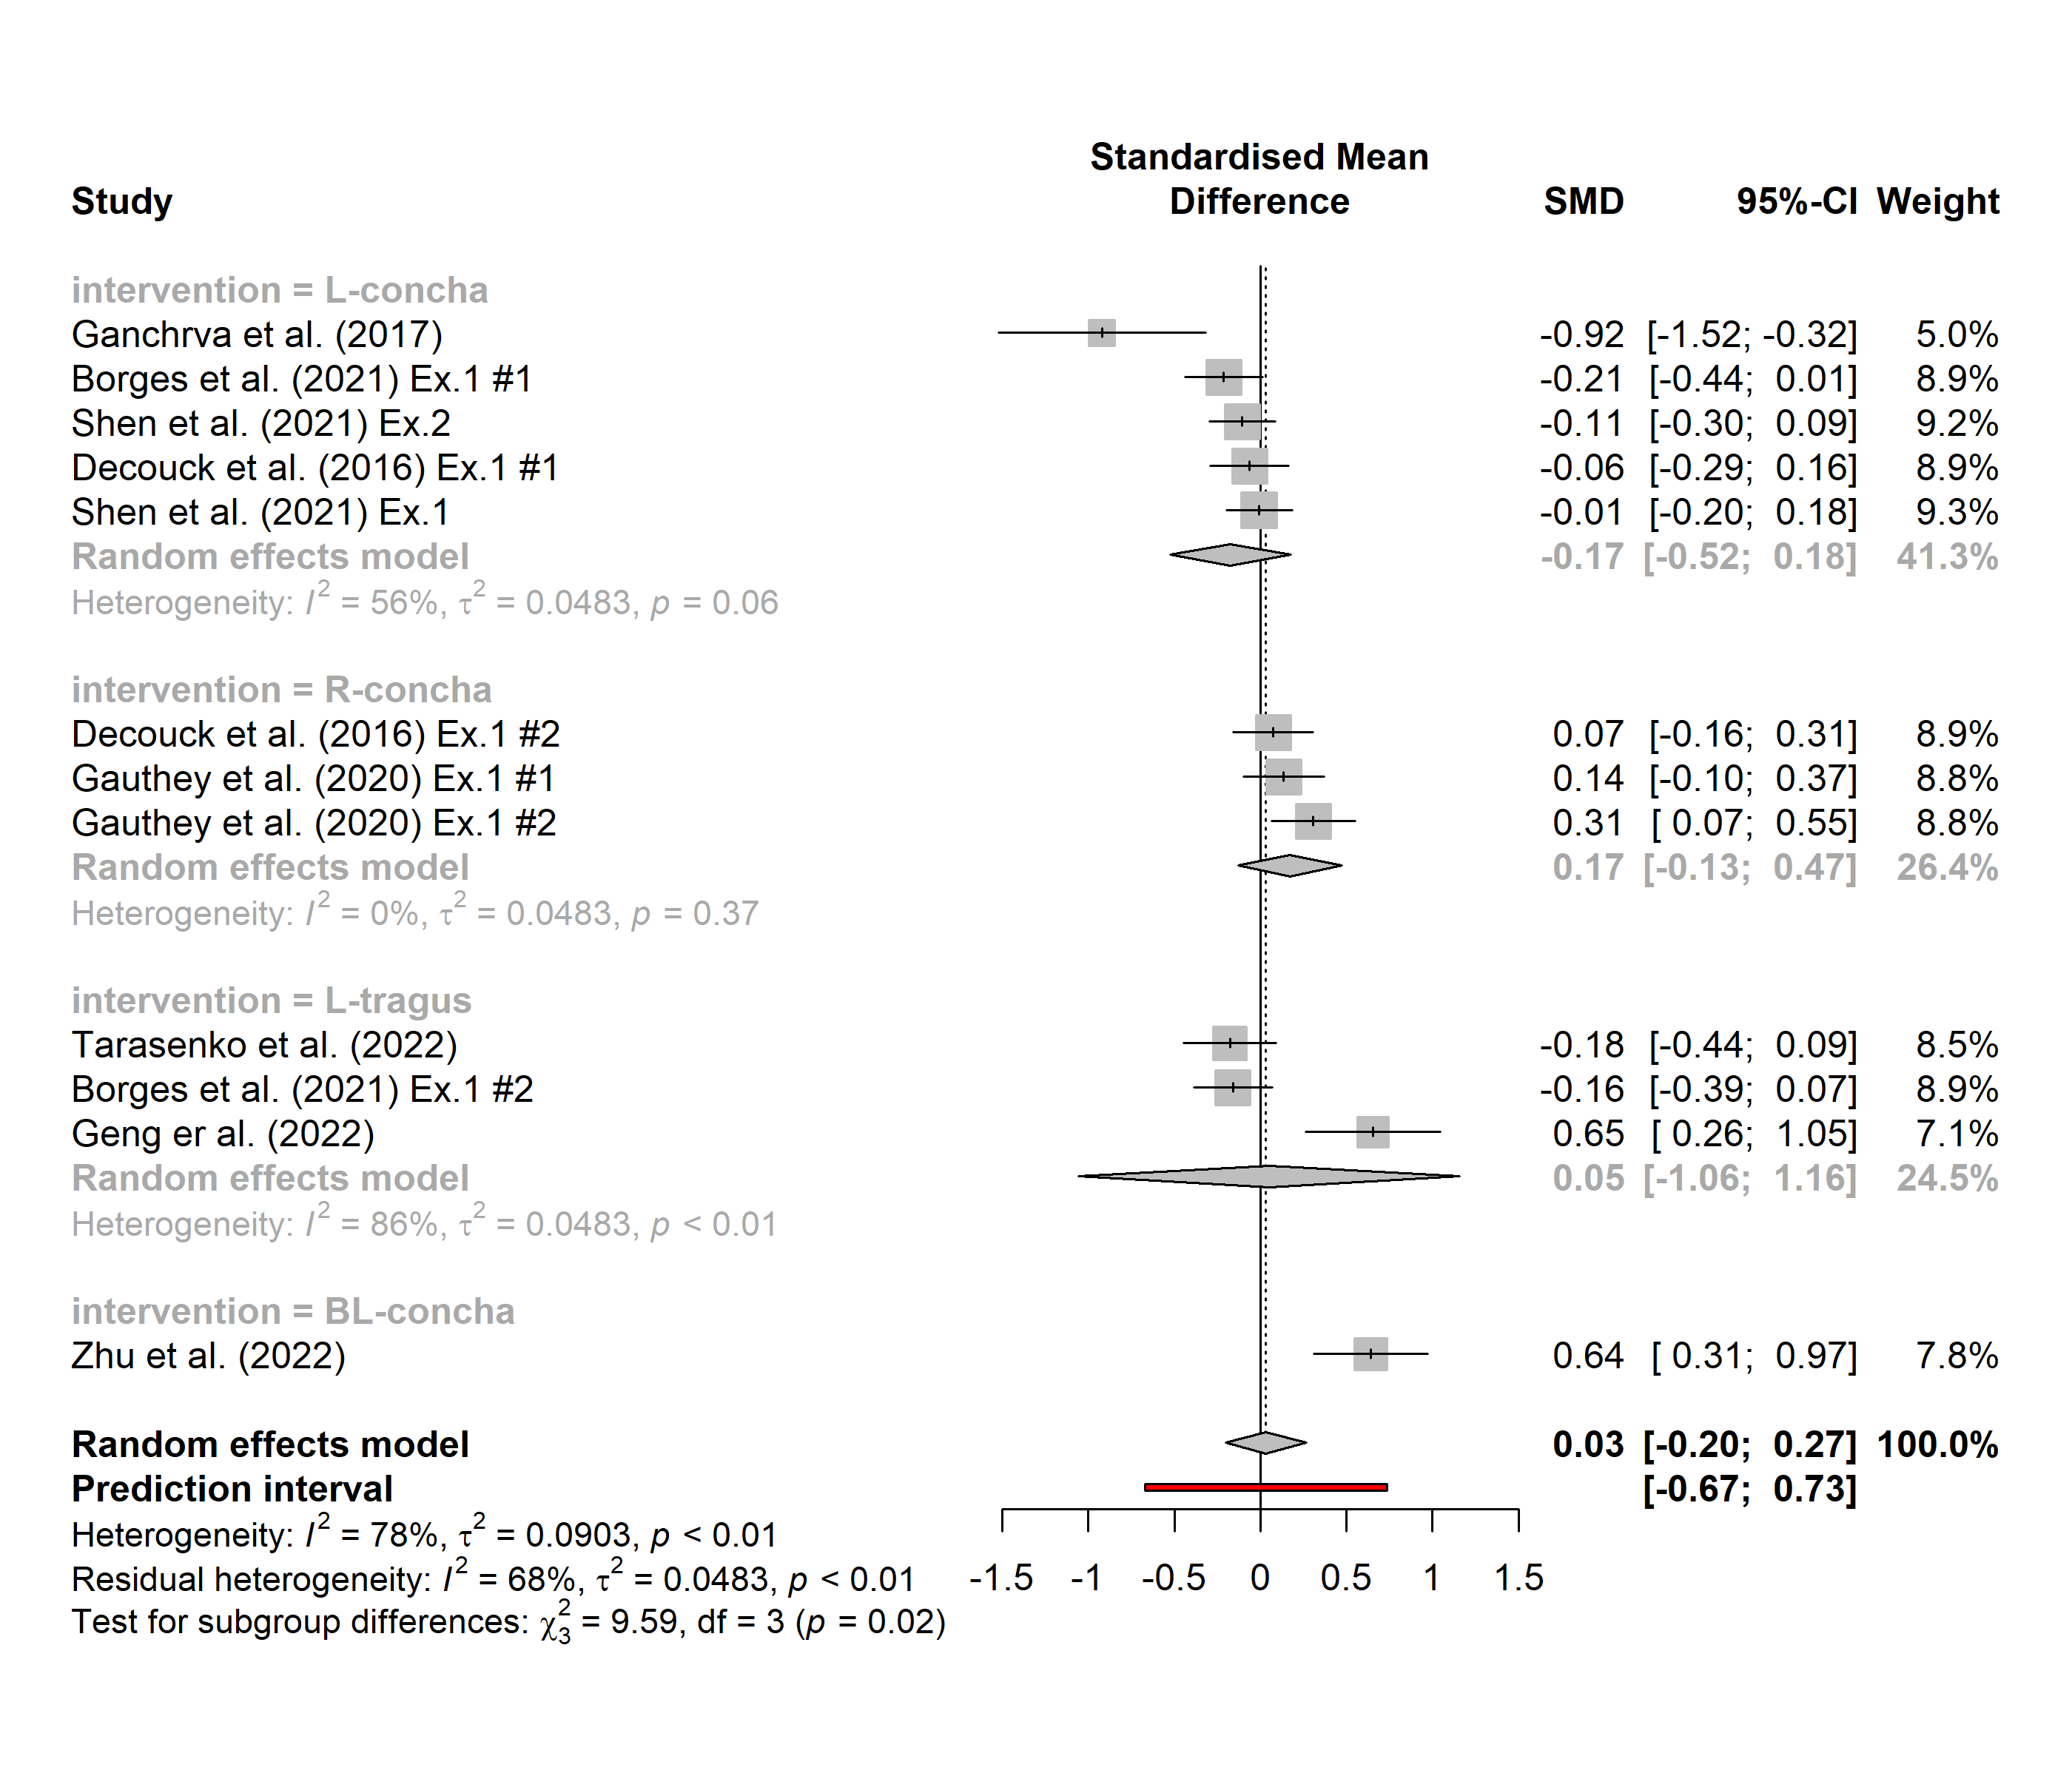 Standardised Mean
Study Difference SMD 95%-CI Weight
intervention = L-concha
Ganchrva et al. (2017) -0.92 [-1.52; -0.32] 5.0%
Borges et al. (2021) Ex.1 #1 -0.21 [-0.44; 0.01] 8.9%
Shen et al. (2021) Ex.2 -0.11 [-0.30; 0.09] 9.2%
Decouck et al. (2016) Ex.1 #1 -0.06 [-0.29; 0.16] 8.9%
Shen et al. (2021) Ex.1 -0.01 [-0.20; 0.18] 9.3%
Random effects model -0.17 [-0.52; 0.18] 41.3%
Heterogeneity: I² = 56%, τ² = 0.0483, p = 0.06
intervention = R-concha
Decouck et al. (2016) Ex.1 #2 0.07 [-0.16; 0.31] 8.9%
Gauthey et al. (2020) Ex.1 #1 0.14 [-0.10; 0.37] 8.8%
Gauthey et al. (2020) Ex.1 #2 0.31 [ 0.07; 0.55] 8.8%
Random effects model 0.17 [-0.13; 0.47] 26.4%
Heterogeneity: I² = 0%, τ² = 0.0483, p = 0.37
intervention = L-tragus
Tarasenko et al. (2022) -0.18 [-0.44; 0.09] 8.5%
Borges et al. (2021) Ex.1 #2 -0.16 [-0.39; 0.07] 8.9%
Geng er al. (2022) 0.65 [ 0.26; 1.05] 7.1%
Random effects model 0.05 [-1.06; 1.16] 24.5%
Heterogeneity: I² = 86%, τ² = 0.0483, p < 0.01
intervention = BL-concha
Zhu et al. (2022) 0.64 [ 0.31; 0.97] 7.8%
Random effects model 0.03 [-0.20; 0.27] 100.0%
Prediction interval [-0.67; 0.73]
Heterogeneity: I² = 78%, τ² = 0.0903, p < 0.01
Residual heterogeneity: I² = 68%, τ² = 0.0483, p < 0.01 -1.5 -1 -0.5 0 0.5 1 1.5
Test for subgroup differences: χ²₃ = 9.59, df = 3 (p = 0.02)